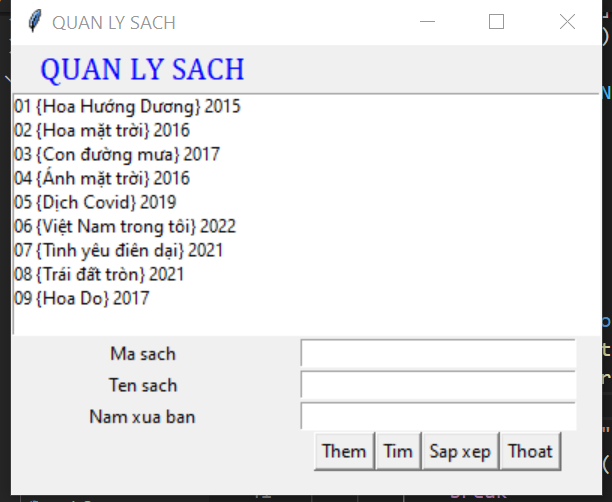 QUAN LY SACH
QUAN LY SACH
01 {Hoa Hướng Dương} 2015
02 {Hoa mặt trời} 2016
03 {Con đường mưa} 2017
04 {Ánh mặt trời} 2016
05 {Dịch Covid} 2019
06 {Việt Nam trong tôi} 2022
07 {Tình yêu điên dại} 2021
08 {Trái đất tròn} 2021
09 {Hoa Do} 2017
Ma sach
Ten sach
Nam xua ban
Them Tim Sap xep Thoat